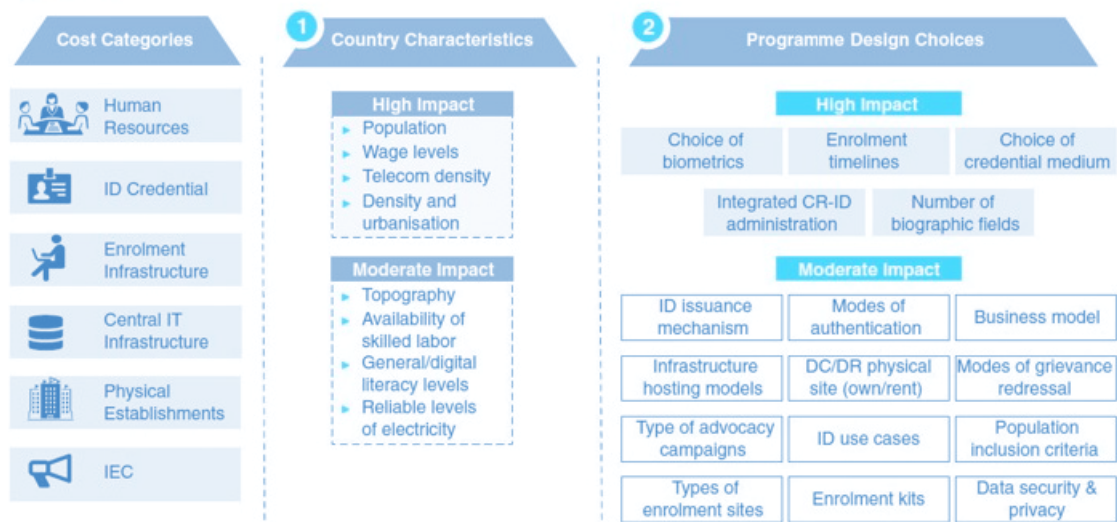 Cost Categories
Human
Resources
ID Credential
Enrolment
Infrastructure
Central IT
Infrastructure
Physical
Establishments
IEC
1
Country Characteristics
High Impact
Population
Wage levels
Telecom density
Density and
urbanisation
Moderate Impact
Topography
Availability of
skilled labor
General/digital
literacy levels
Reliable levels
of electricity
2
Programme Design Choices
High Impact
Choice of
biometrics
Enrolment
timelines
Choice of
credential medium
Integrated CR-ID
administration
Number of
biographic fields
Moderate Impact
ID issuance
mechanism
Modes of
authentication
Business model
Infrastructure
hosting models
DC/DR physical
site (own/rent)
Modes of grievance
redressal
Type of advocacy
campaigns
ID use cases
Population
inclusion criteria
Types of
enrolment sites
Enrolment kits
Data security &
privacy